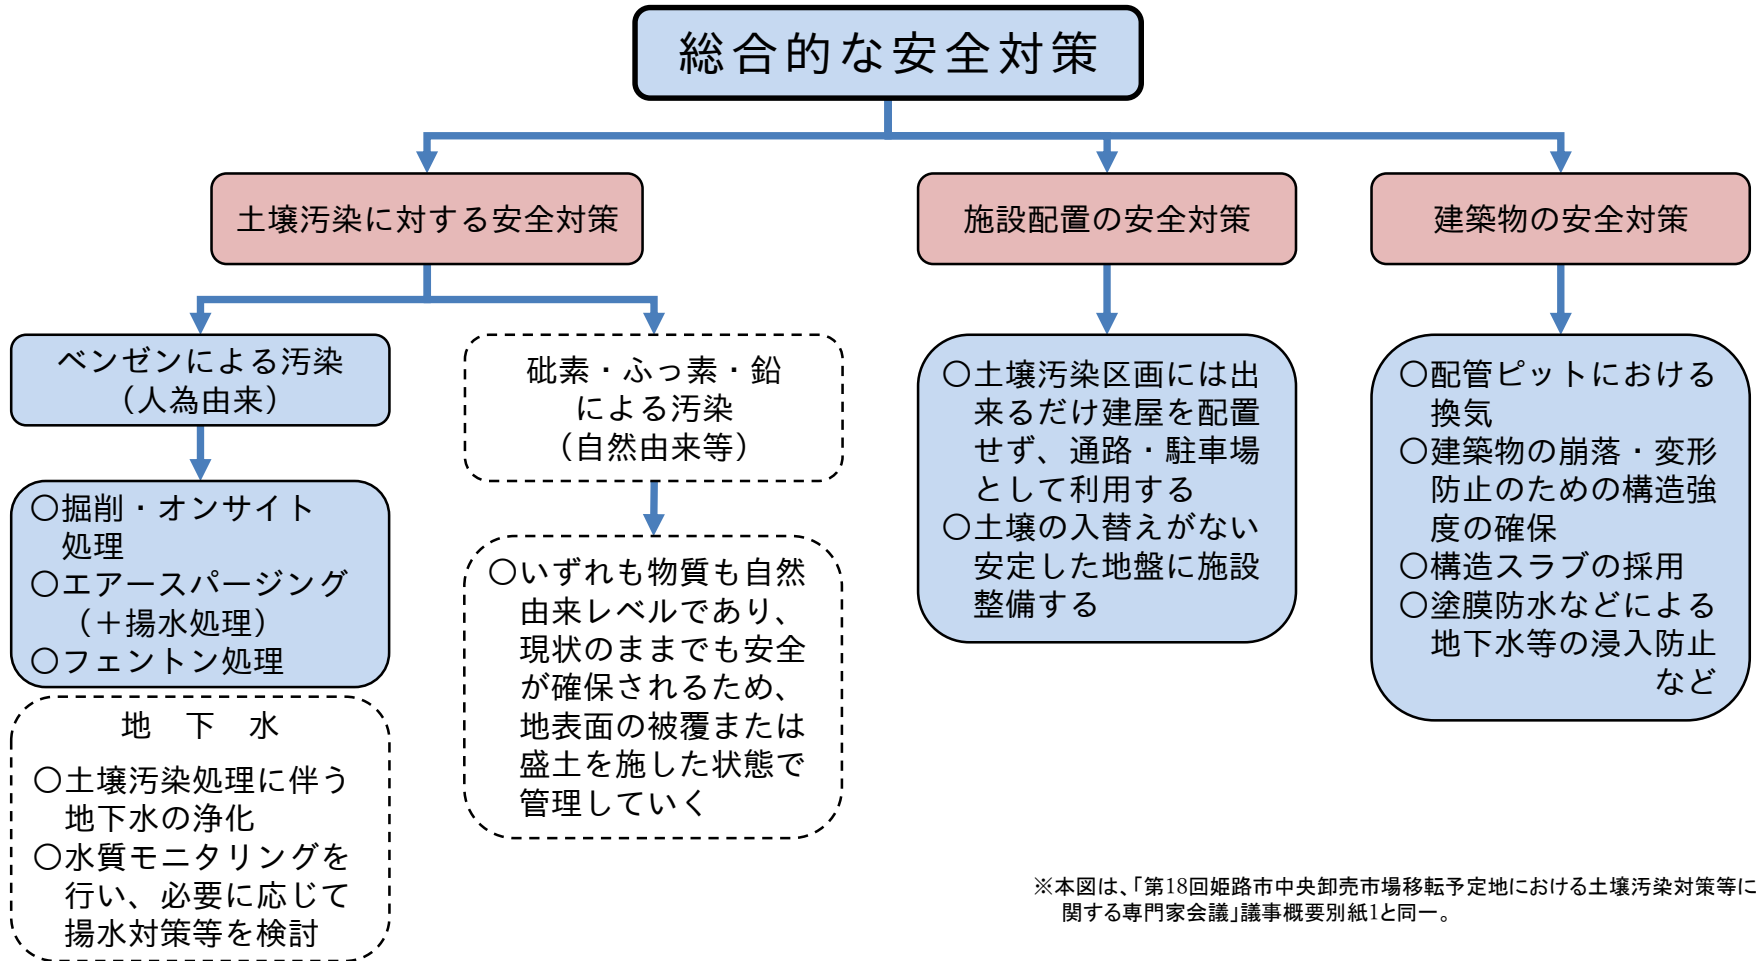 総合的な安全対策
土壌汚染に対する安全対策
施設配置の安全対策
建築物の安全対策
ベンゼンによる汚染
（人為由来）
砒素・ふっ素・鉛
による汚染
（自然由来等）
〇掘削・オンサイト
処理
〇エアースパージング
（＋揚水処理）
〇フェントン処理
地　下　水
〇土壌汚染処理に伴う
地下水の浄化
〇水質モニタリングを
行い、必要に応じて
揚水対策等を検討
〇いずれも物質も自然
由来レベルであり、
現状のままでも安全
が確保されるため、
地表面の被覆または
盛土を施した状態で
管理していく
〇土壌汚染区画には出
来るだけ建屋を配置
せず、通路・駐車場
として利用する
〇土壌の入替えがない
安定した地盤に施設
整備する
〇配管ピットにおける
換気
〇建築物の崩落・変形
防止のための構造強
度の確保
〇構造スラブの採用
〇塗膜防水などによる
地下水等の浸入防止
など
※本図は、「第18回姫路市中央卸売市場移転予定地における土壌汚染対策等に
関する専門家会議」議事概要別紙1と同一。